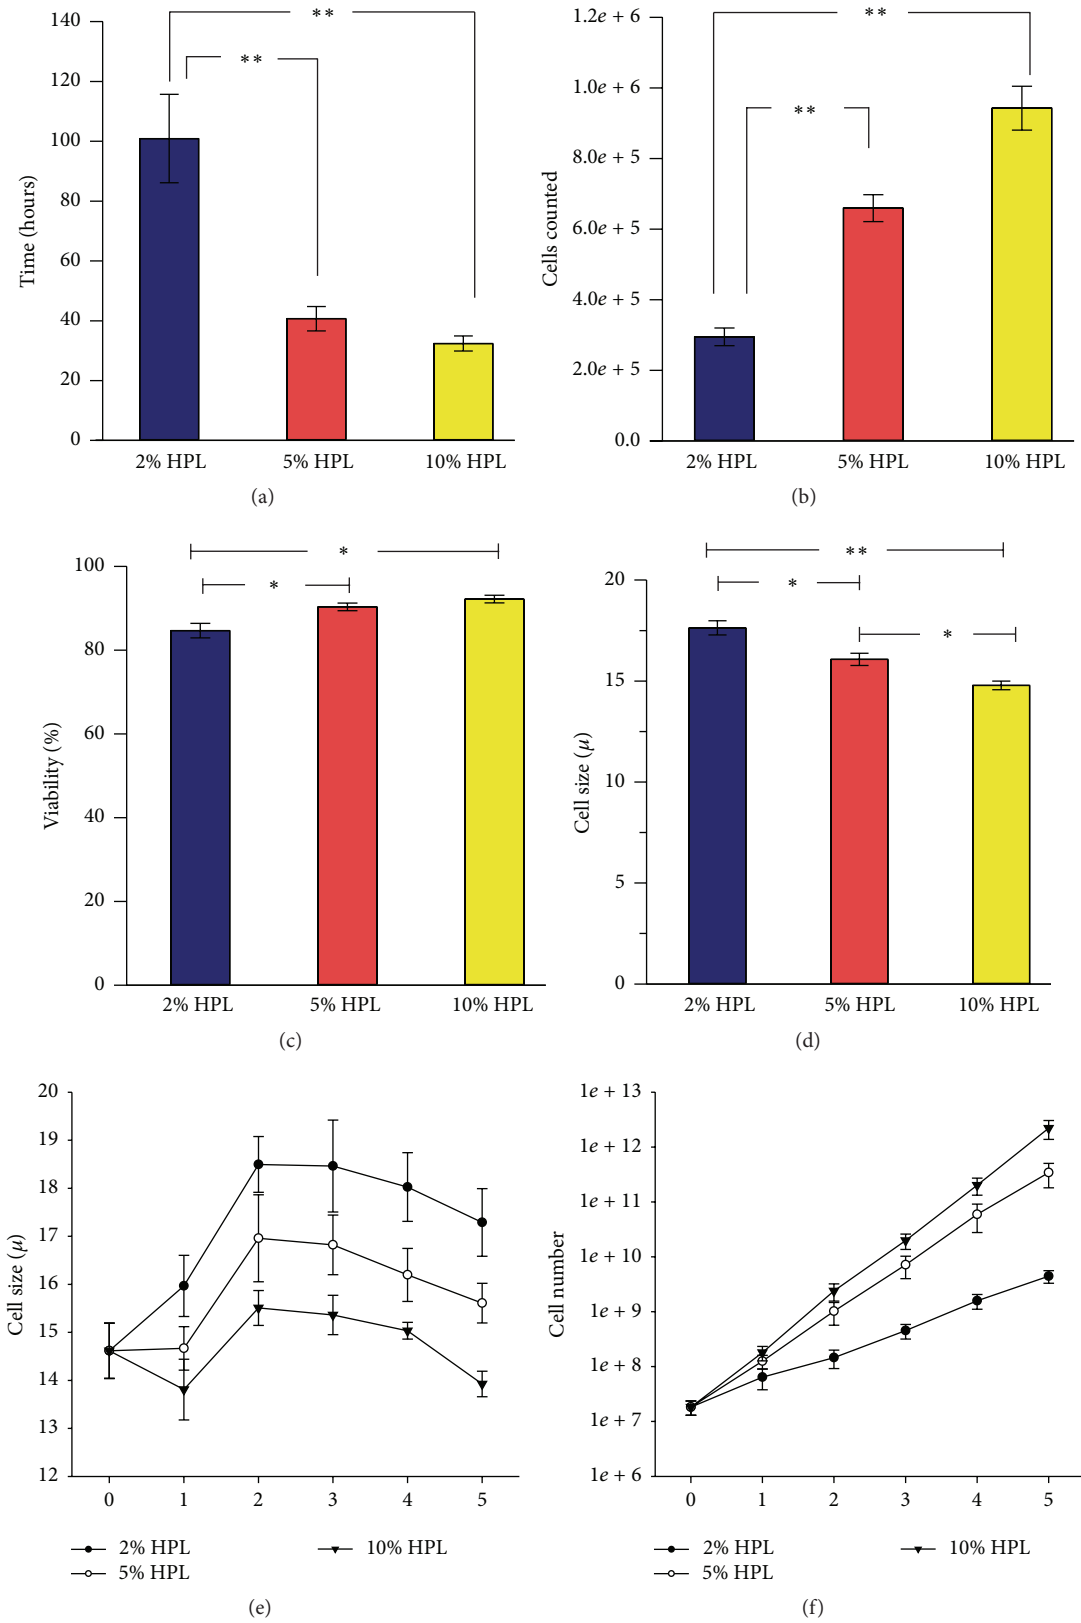 140
120
100
80
60
40
20
0
Time (hours)
**
**
2% HPL 5% HPL 10% HPL
(a)
1.2e + 6
1.0e + 6
8.0e + 5
6.0e + 5
4.0e + 5
2.0e + 5
0.0
Cells counted
**
**
2% HPL 5% HPL 10% HPL
(b)
100
80
60
40
20
0
Viability (%)
*
*
2% HPL 5% HPL 10% HPL
(c)
20
15
10
5
0
Cell size (μ)
**
*
*
2% HPL 5% HPL 10% HPL
(d)
20
19
18
17
16
15
14
13
12
Cell size (μ)
0 1 2 3 4 5
2% HPL 10% HPL
5% HPL
(e)
1e + 13
1e + 12
1e + 11
1e + 10
1e + 9
1e + 8
1e + 7
1e + 6
Cell number
0 1 2 3 4 5
2% HPL 10% HPL
5% HPL
(f)